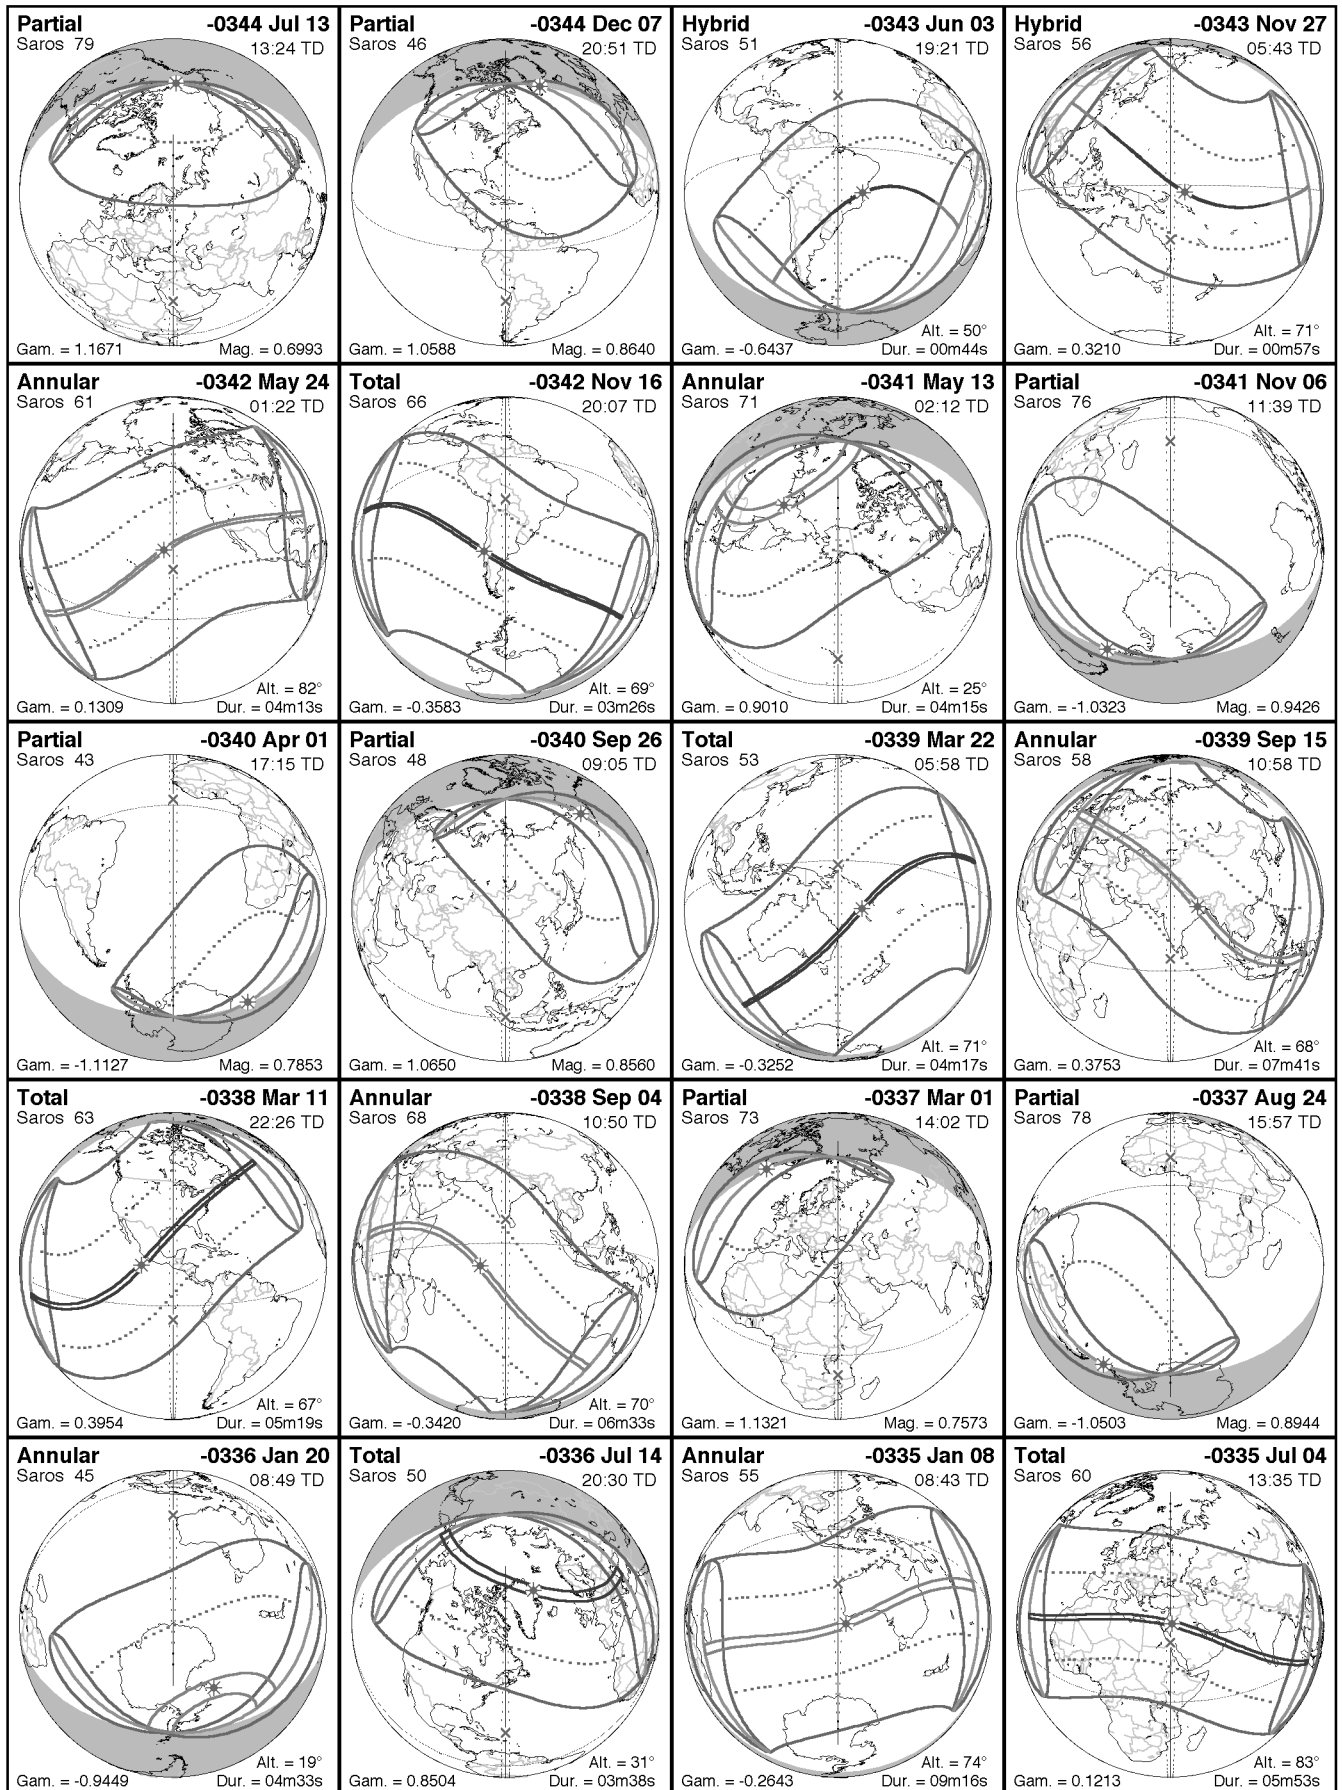 Partial -0344 Jul 13
Saros 79 13:24 TD
Gam. = 1.1671 Mag. = 0.6993
Partial -0344 Dec 07
Saros 46 20:51 TD
Gam. = 1.0588 Mag. = 0.8640
Hybrid -0343 Jun 03
Saros 51 19:21 TD
Alt. = 50°
Gam. = -0.6437 Dur. = 00m44s
Hybrid -0343 Nov 27
Saros 56 05:43 TD
Alt. = 71°
Gam. = 0.3210 Dur. = 00m57s
Annular -0342 May 24
Saros 61 01:22 TD
Alt. = 82°
Gam. = 0.1309 Dur. = 04m13s
Total -0342 Nov 16
Saros 66 20:07 TD
Alt. = 69°
Gam. = -0.3583 Dur. = 03m26s
Annular -0341 May 13
Saros 71 02:12 TD
Alt. = 25°
Gam. = 0.9010 Dur. = 04m15s
Partial -0341 Nov 06
Saros 76 11:39 TD
Gam. = -1.0323 Mag. = 0.9426
Partial -0340 Apr 01
Saros 43 17:15 TD
Gam. = -1.1127 Mag. = 0.7853
Partial -0340 Sep 26
Saros 48 09:05 TD
Gam. = 1.0650 Mag. = 0.8560
Total -0339 Mar 22
Saros 53 05:58 TD
Alt. = 71°
Gam. = -0.3252 Dur. = 04m17s
Annular -0339 Sep 15
Saros 58 10:58 TD
Alt. = 68°
Gam. = 0.3753 Dur. = 07m41s
Total -0338 Mar 11
Saros 63 22:26 TD
Alt. = 67°
Gam. = 0.3954 Dur. = 05m19s
Annular -0338 Sep 04
Saros 68 10:50 TD
Alt. = 70°
Gam. = -0.3420 Dur. = 06m33s
Partial -0337 Mar 01
Saros 73 14:02 TD
Gam. = 1.1321 Mag. = 0.7573
Partial -0337 Aug 24
Saros 78 15:57 TD
Gam. = -1.0503 Mag. = 0.8944
Annular -0336 Jan 20
Saros 45 08:49 TD
Alt. = 19°
Gam. = -0.9449 Dur. = 04m33s
Total -0336 Jul 14
Saros 50 20:30 TD
Alt. = 31°
Gam. = 0.8504 Dur. = 03m38s
Annular -0335 Jan 08
Saros 55 08:43 TD
Alt. = 74°
Gam. = -0.2643 Dur. = 09m16s
Total -0335 Jul 04
Saros 60 13:35 TD
Alt. = 83°
Gam. = 0.1213 Dur. = 05m53s